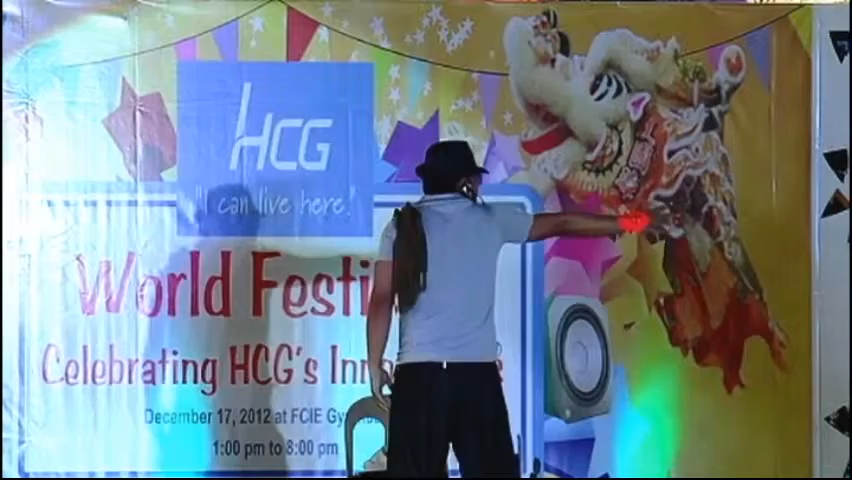 HCG
"I can live here."
World Festi
Celebrating HCG's Inn
December 17, 2012 at FCIE Gy
1:00 pm to 8:00 pm